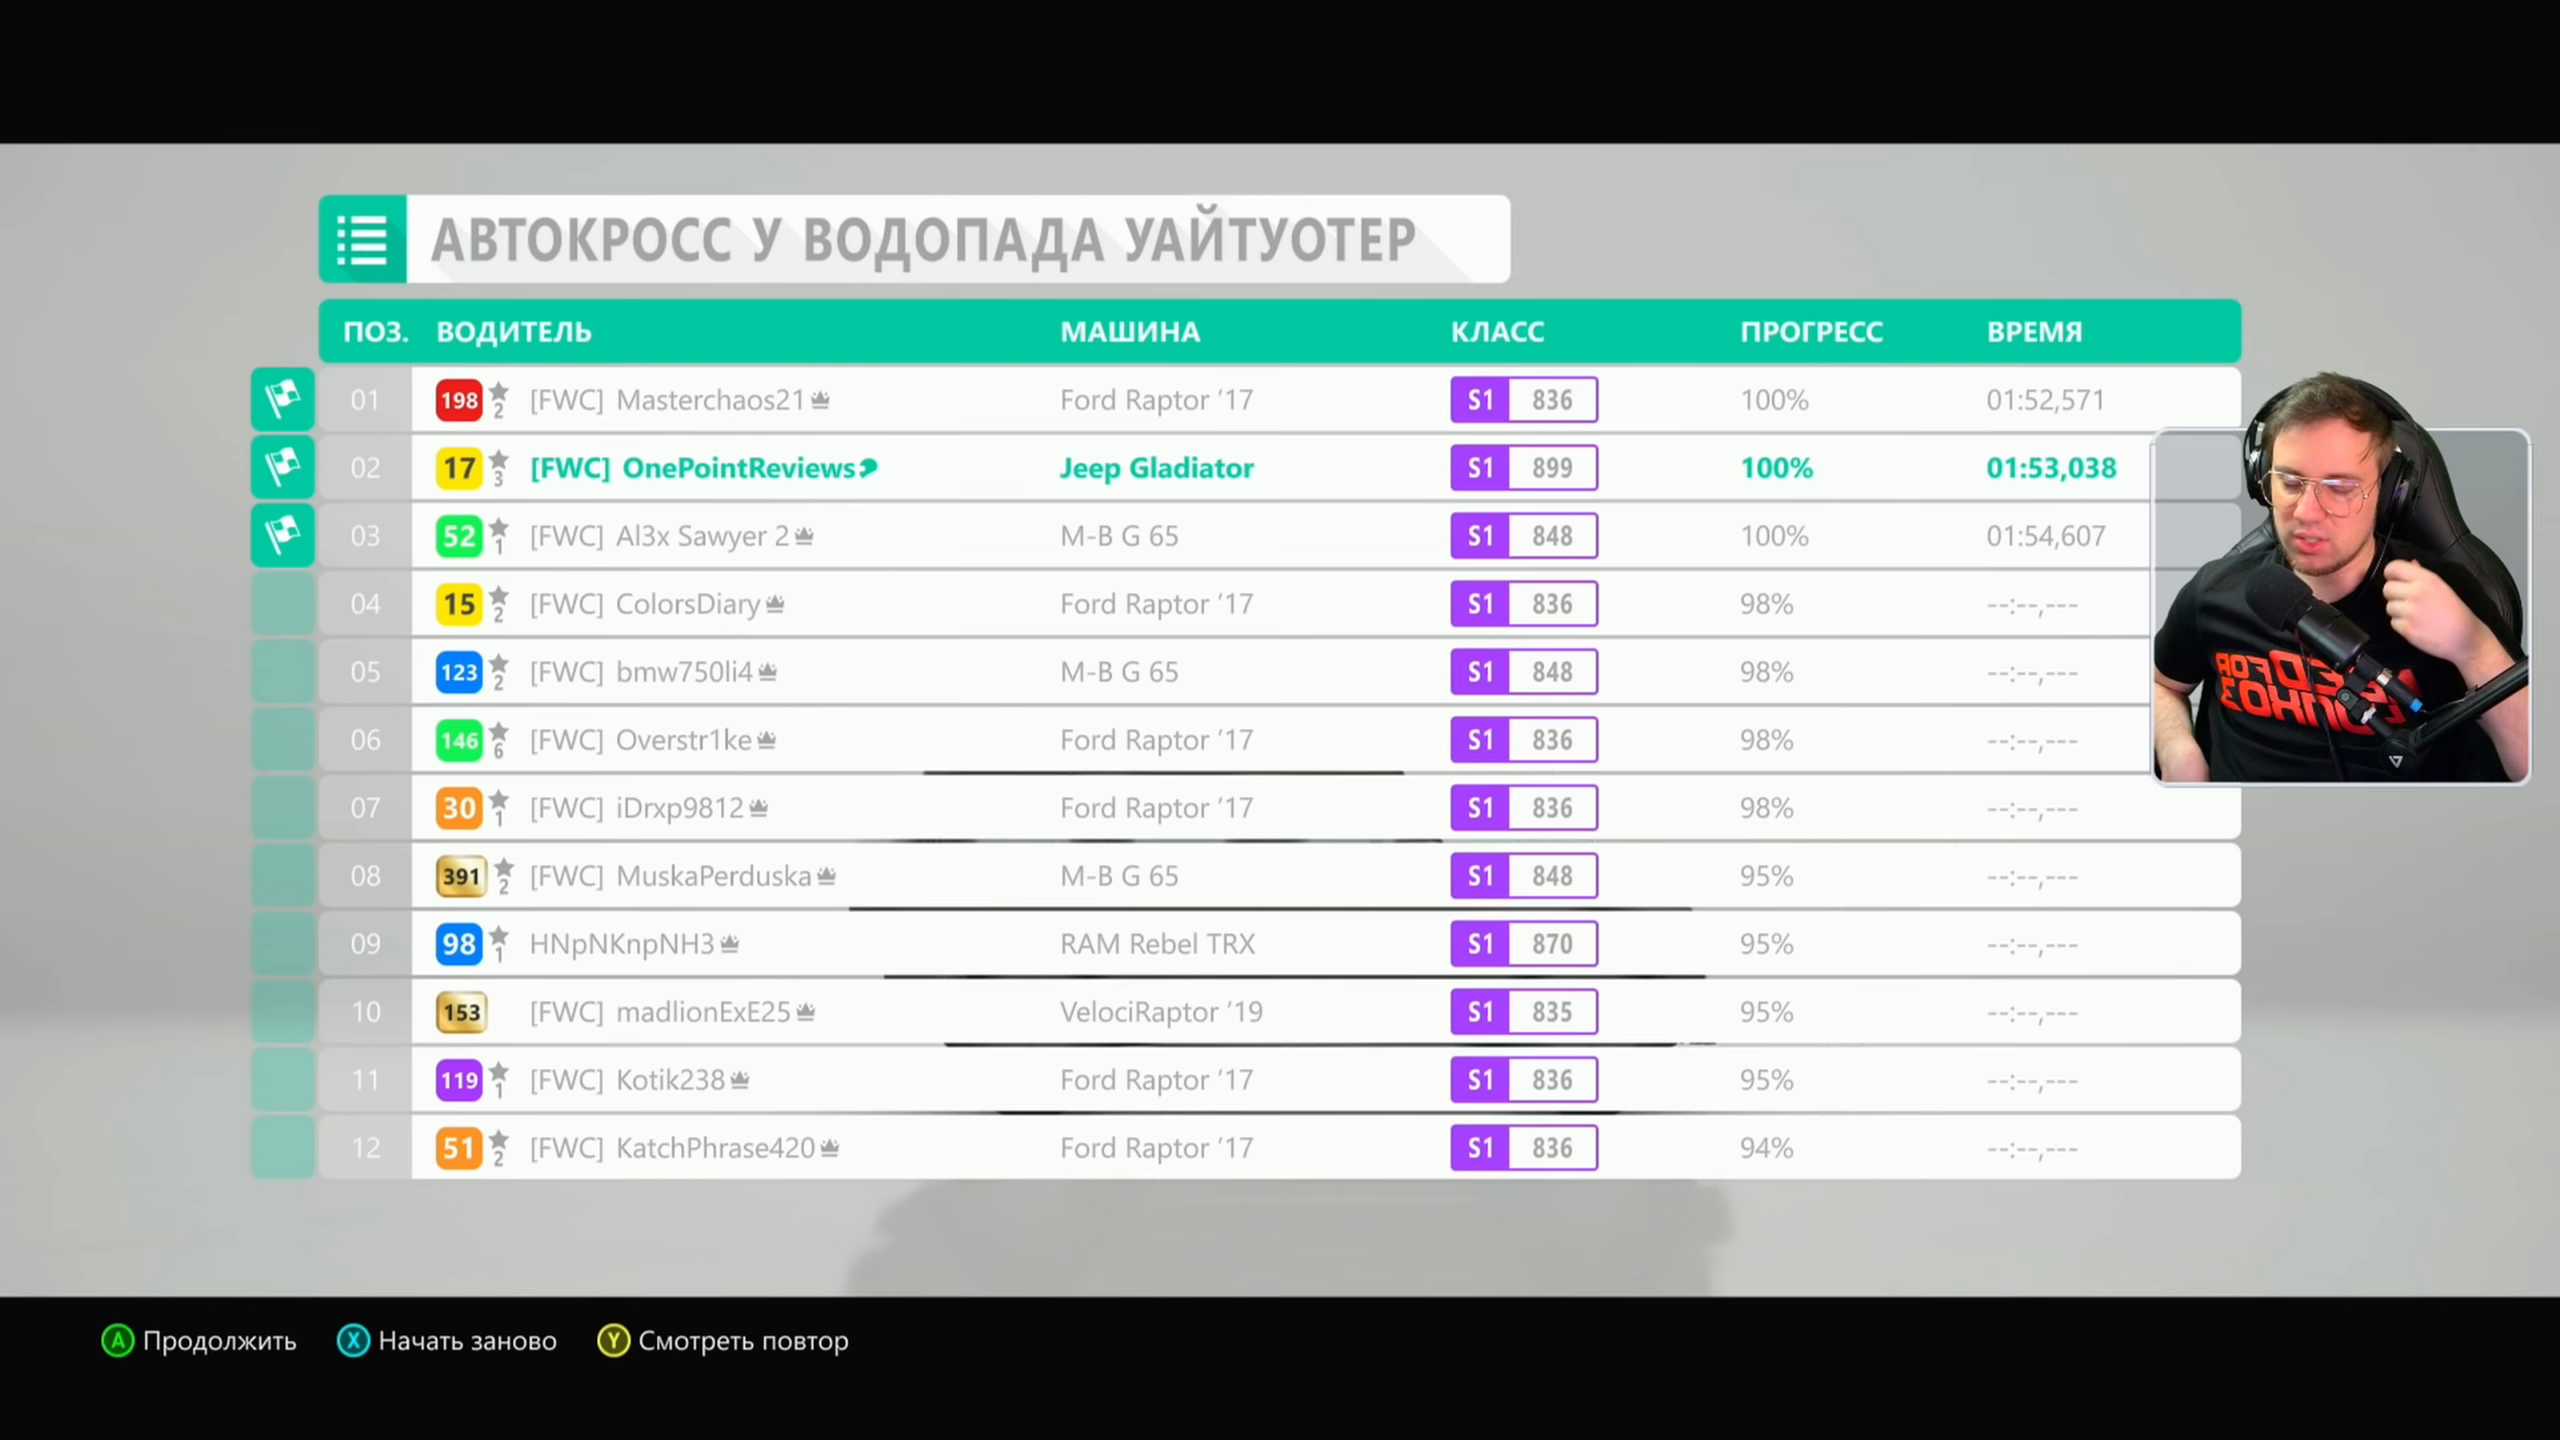 АВТОКРОСС У ВОДОПАДА УАЙТУОТЕР
ПОЗ. ВОДИТЕЛЬ МАШИНА КЛАСС ПРОГРЕСС ВРЕМЯ
01 198 2 [FWC] Masterchaos21 Ford Raptor '17 S1 836 100% 01:52,571
02 17 3 [FWC] OnePointReviews Jeep Gladiator S1 899 100% 01:53,038
03 52 1 [FWC] Al3x Sawyer 2 M-B G 65 S1 848 100% 01:54,607
04 15 2 [FWC] ColorsDiary Ford Raptor '17 S1 836 98% --:--,---
05 123 2 [FWC] bmw750li4 M-B G 65 S1 848 98% --:--,---
06 146 6 [FWC] Overstr1ke Ford Raptor '17 S1 836 98% --:--,---
07 30 1 [FWC] iDrxp9812 Ford Raptor '17 S1 836 98% --:--,---
08 391 2 [FWC] MuskaPerduska M-B G 65 S1 848 95% --:--,---
09 98 1 HNpNKnpNH3 RAM Rebel TRX S1 870 95% --:--,---
10 153 [FWC] madlionExE25 VelociRaptor '19 S1 835 95% --:--,---
11 119 1 [FWC] Kotik238 Ford Raptor '17 S1 836 95% --:--,---
12 51 2 [FWC] KatchPhrase420 Ford Raptor '17 S1 836 94% --:--,---
A Продолжить X Начать заново Y Смотреть повтор